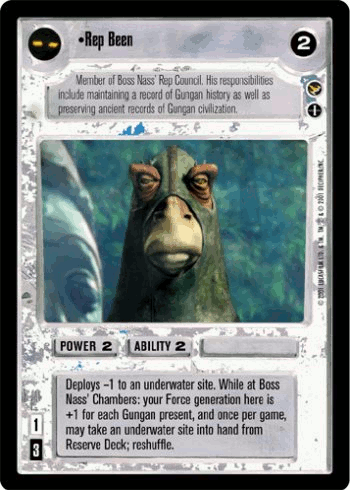 •Rep Been
2
Member of Boss Nass' Rep Council. His responsibilities
include maintaining a record of Gungan history as well as
preserving ancient records of Gungan civilization.
POWER 2 ABILITY 2
Deploys –1 to an underwater site. While at Boss
Nass' Chambers: your Force generation here is
+1 for each Gungan present, and once per game,
may take an underwater site into hand from
Reserve Deck; reshuffle.
1
3